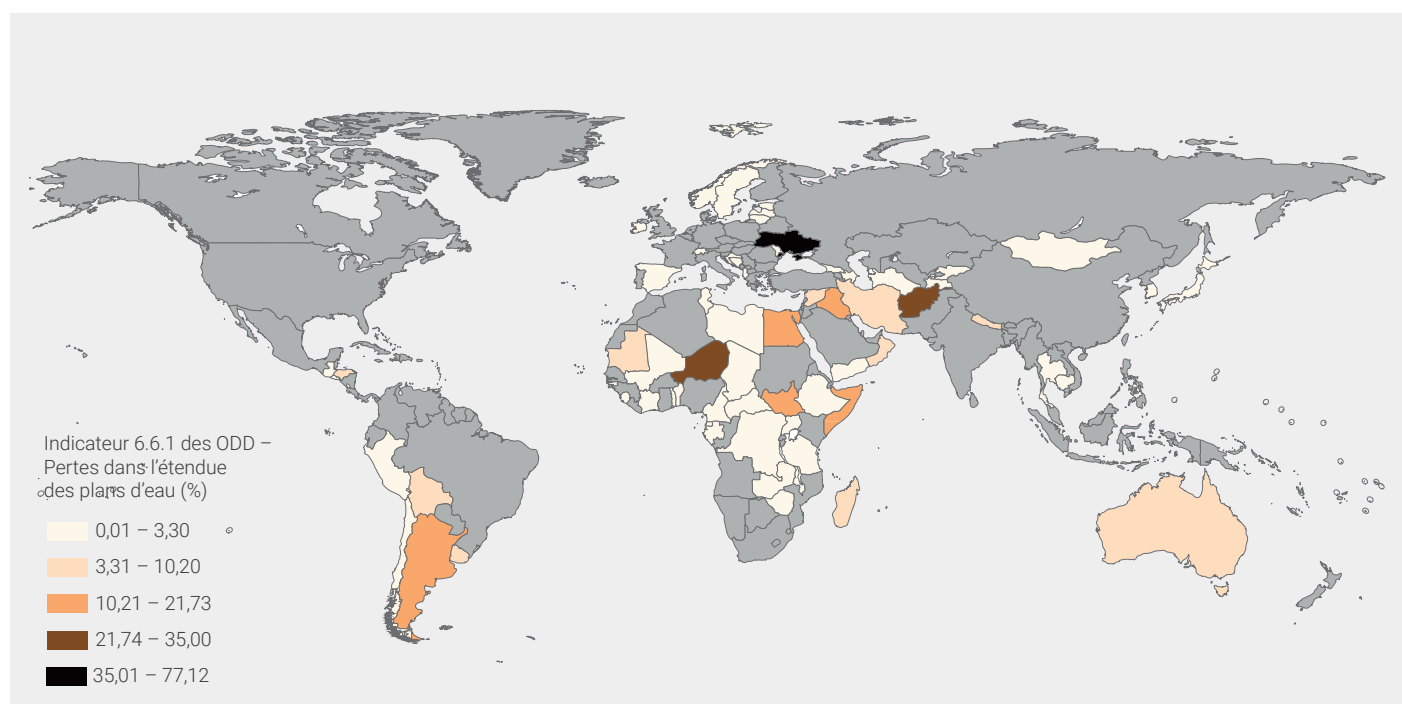 Indicateur 6.6.1 des ODD –
Pertes dans l'étendue
des plans d'eau (%)
0,01 – 3,30
3,31 – 10,20
10,21 – 21,73
21,74 – 35,00
35,01 – 77,12